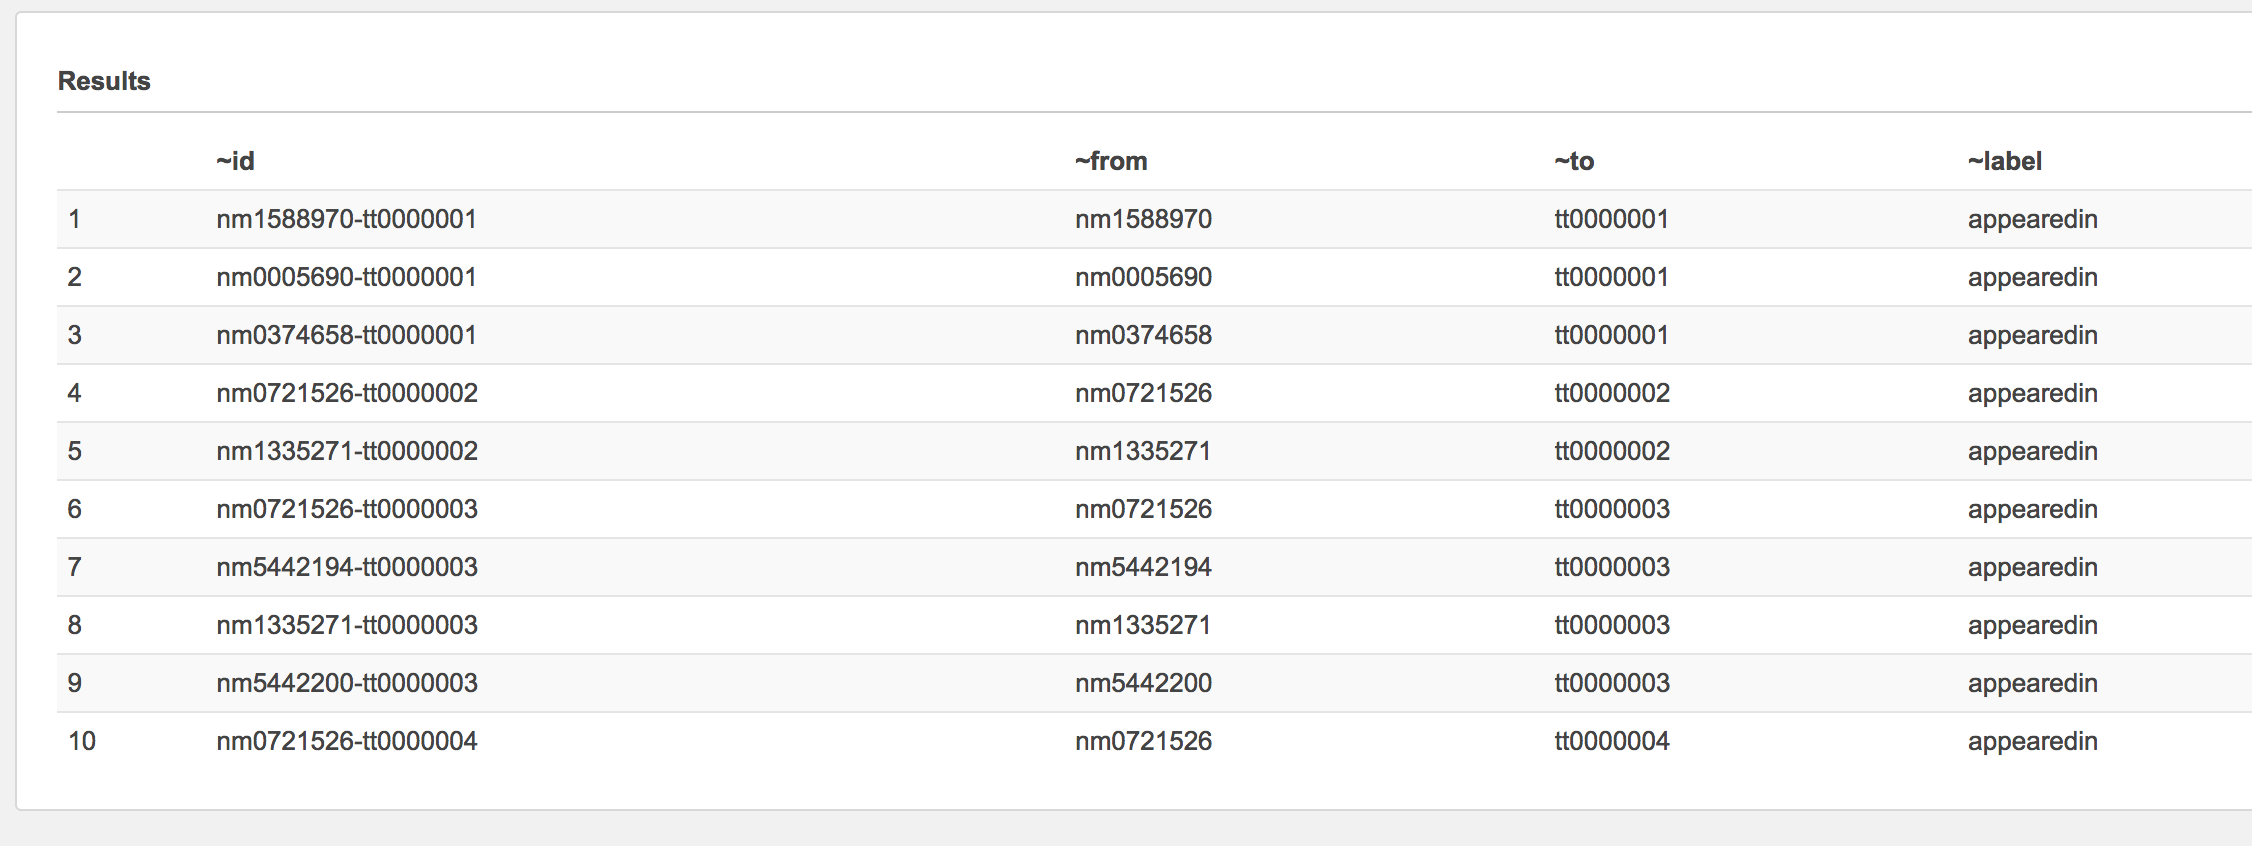 Results
~id ~from ~to ~label
1 nm1588970-tt0000001 nm1588970 tt0000001 appearedin
2 nm0005690-tt0000001 nm0005690 tt0000001 appearedin
3 nm0374658-tt0000001 nm0374658 tt0000001 appearedin
4 nm0721526-tt0000002 nm0721526 tt0000002 appearedin
5 nm1335271-tt0000002 nm1335271 tt0000002 appearedin
6 nm0721526-tt0000003 nm0721526 tt0000003 appearedin
7 nm5442194-tt0000003 nm5442194 tt0000003 appearedin
8 nm1335271-tt0000003 nm1335271 tt0000003 appearedin
9 nm5442200-tt0000003 nm5442200 tt0000003 appearedin
10 nm0721526-tt0000004 nm0721526 tt0000004 appearedin